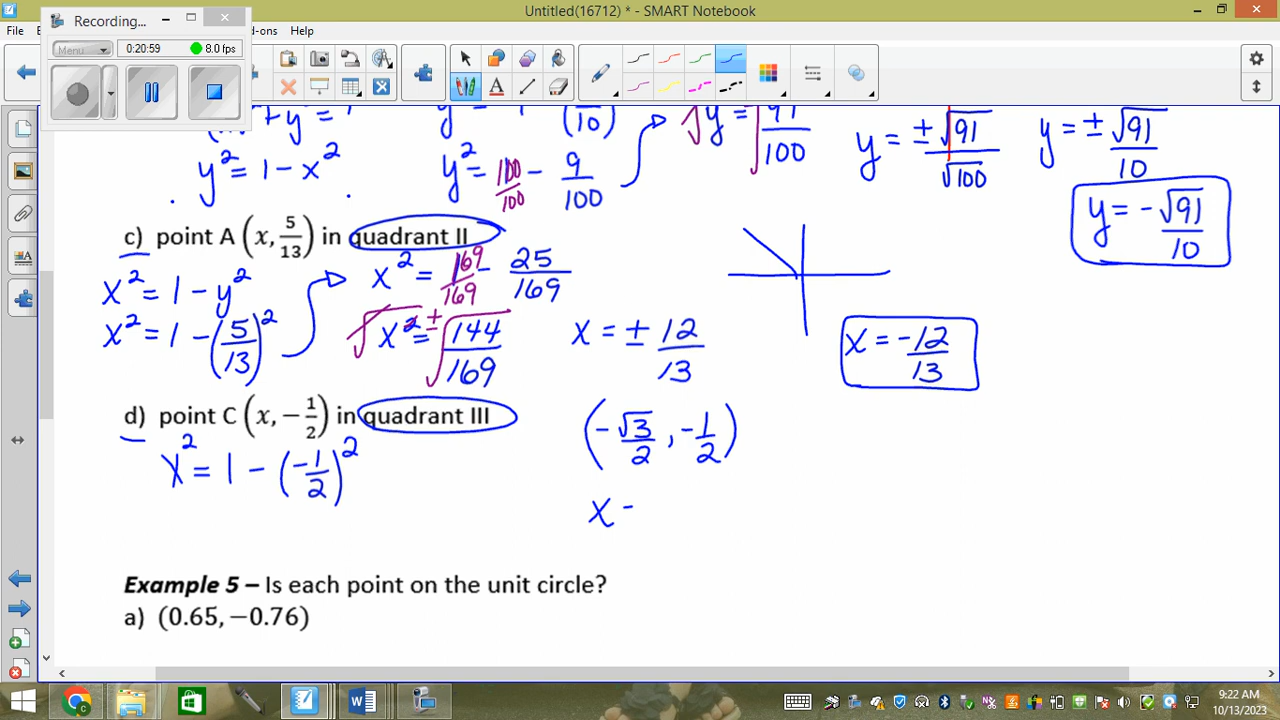 Untitled(16712) * - SMART Notebook
Recording...
File
Help
Menu
0:20:59
8.0 fps
y² = 1 - x²
y² = 100/100 - 9/100
y = √91/100
y = ± √91/√100
y = ± √91/10
y = - √91/10
c) point A (x, 5/13) in quadrant II
x² = 1 - y²
x² = 169/169 - 25/169
x² = 1 - (5/13)²
√x² = ± √144/169
x = ± 12/13
x = -12/13
d) point C (x, -1/2) in quadrant III
(-√3/2, -1/2)
x² = 1 - (-1/2)²
x -
Example 5 – Is each point on the unit circle?
a) (0.65, −0.76)
9:22 AM
10/13/2023